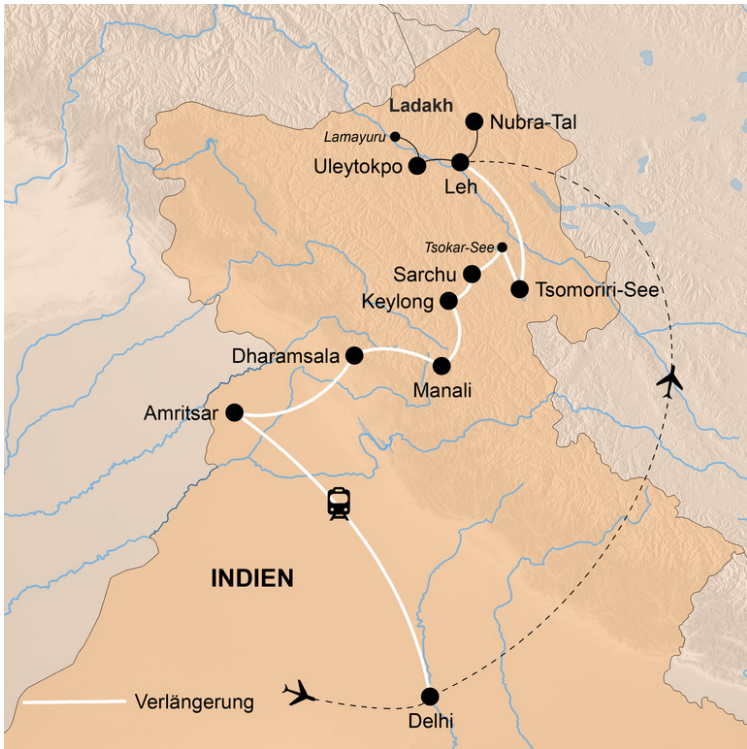 Ladakh
Nubra-Tal
Lamayuru
Uleytokpo
Leh
Tsokar-See
Sarchu
Tsomoriri-See
Keylong
Dharamsala
Manali
Amritsar
INDIEN
Verlängerung
Delhi